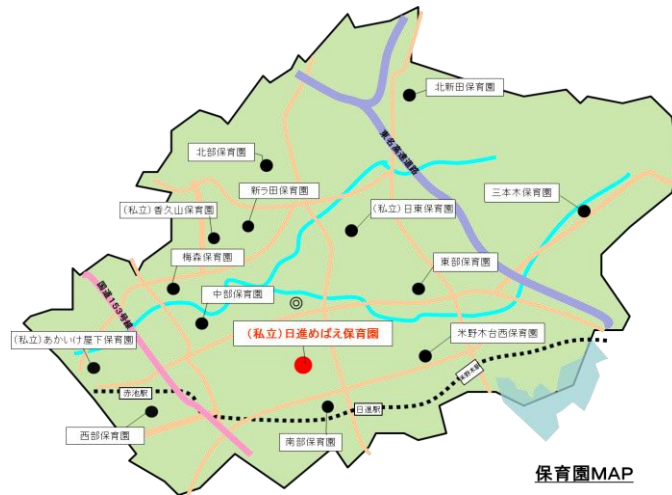 北新田保育園
東名高速道路
北部保育園
新ラ田保育園
三本木保育園
(私立)香久山保育園
(私立)日東保育園
梅森保育園
東部保育園
国道153号線
中部保育園
(私立)日進めばえ保育園
米野木台西保育園
(私立)あかいけ屋下保育園
米野木駅
赤池駅
日進駅
西部保育園
南部保育園
保育園MAP